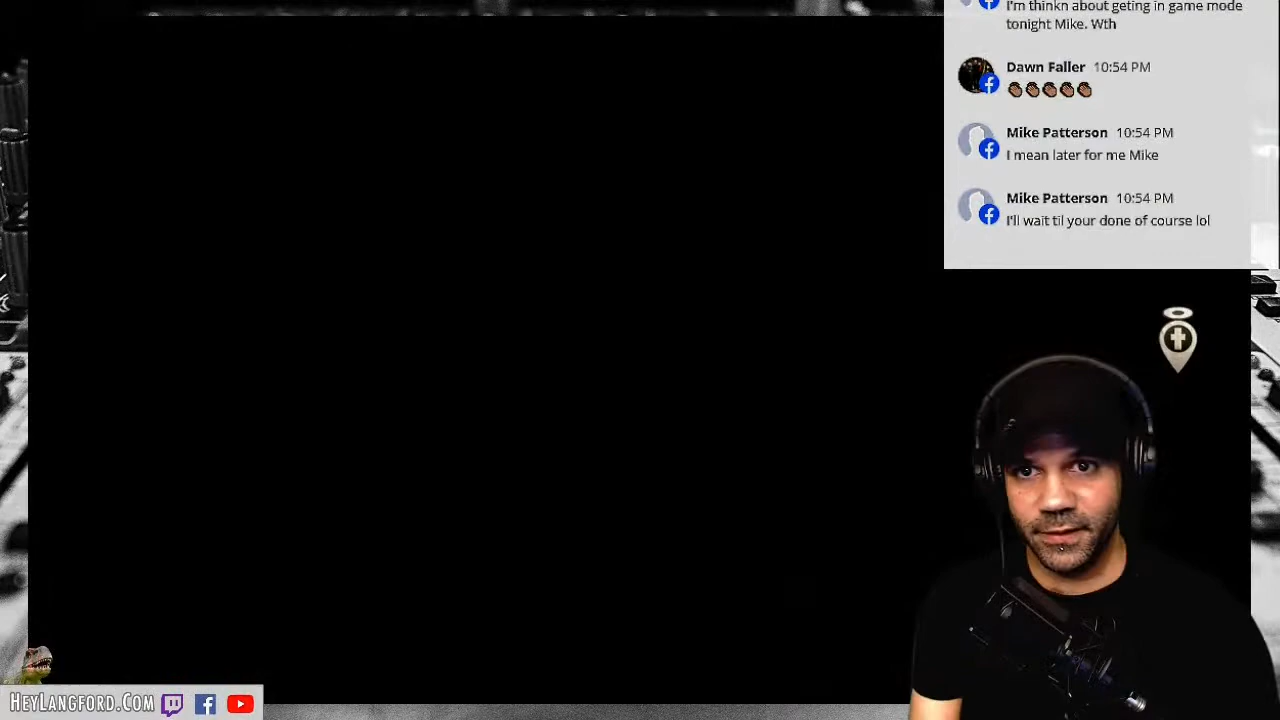 I'm thinkn about geting in game mode
tonight Mike. Wth
Dawn Faller 10:54 PM
👏🏽👏🏽👏🏽👏🏽👏🏽
Mike Patterson 10:54 PM
I mean later for me Mike
Mike Patterson 10:54 PM
I'll wait til your done of course lol
HeyLangford.Com